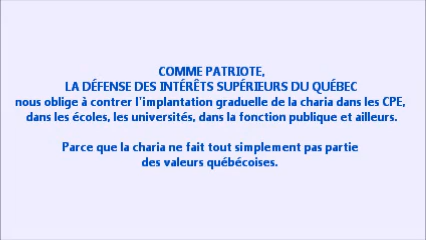 COMME PATRIOTE,
LA DÉFENSE DES INTÉRÊTS SUPÉRIEURS DU QUÉBEC
nous oblige à contrer l'implantation graduelle de la charia dans les CPE,
dans les écoles, les universités, dans la fonction publique et ailleurs.
Parce que la charia ne fait tout simplement pas partie
des valeurs québécoises.